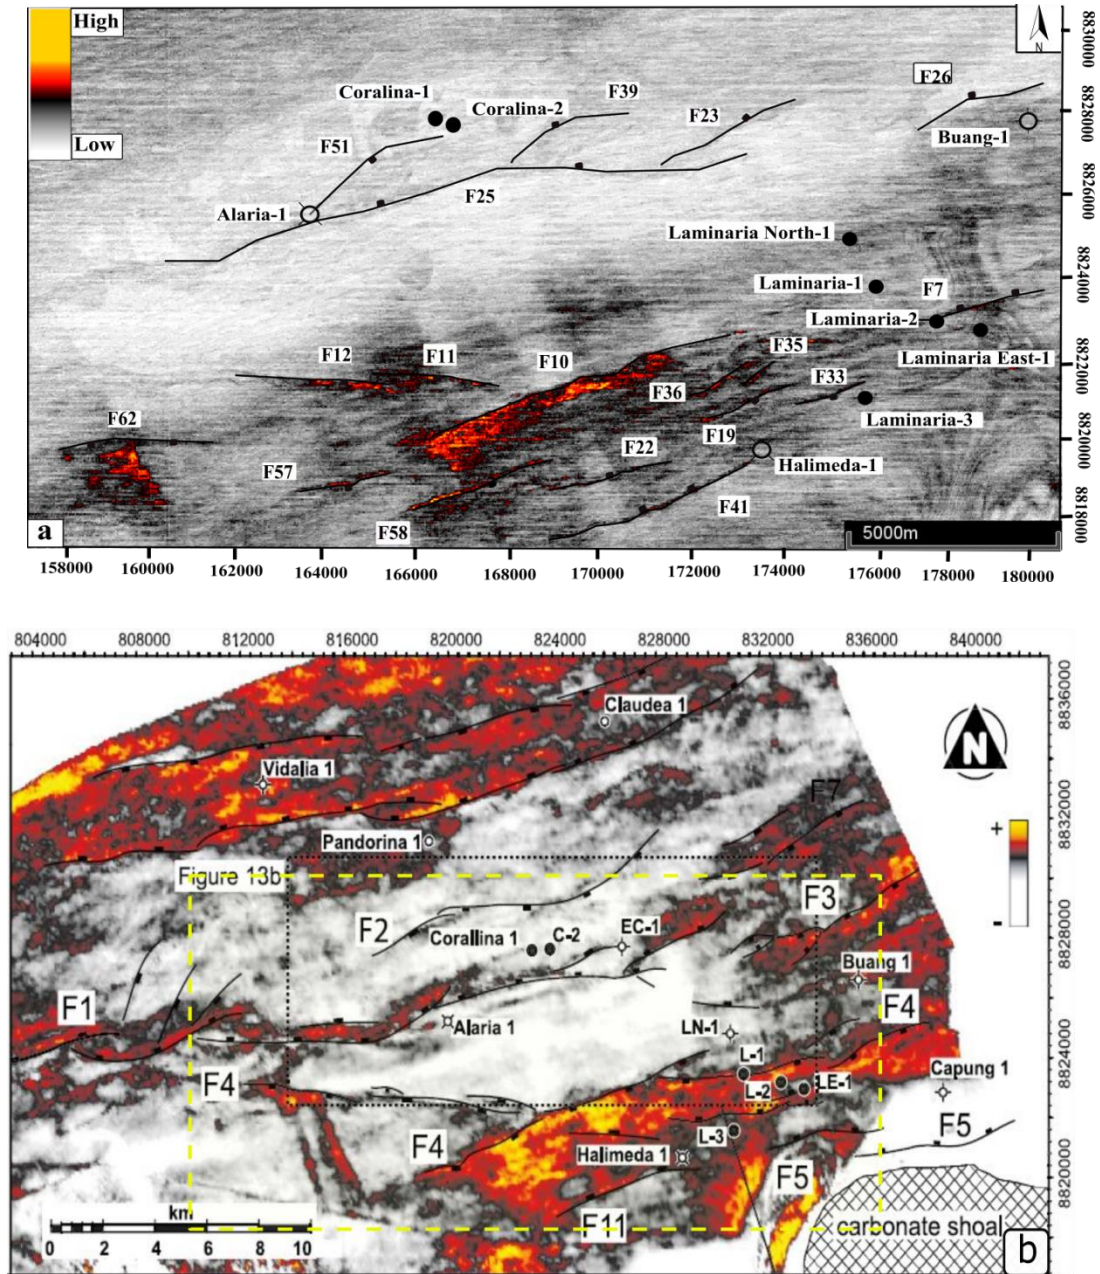 High
Low
N
8830000
8828000
8826000
8824000
8822000
8820000
8818000
Coralina-1
Coralina-2
F39
F23
F26
Buang-1
F51
F25
Alaria-1
Laminaria North-1
Laminaria-1
F7
Laminaria-2
Laminaria East-1
F12
F11
F10
F35
F36
F33
Laminaria-3
F62
F19
F22
Halimeda-1
F57
F41
F58
a
5000m
158000 160000 164000 166000 168000 170000 172000 174000 176000 178000 180000
804000 808000 812000 816000 820000 824000 828000 832000 836000 840000
8836000
8832000
8828000
8824000
8820000
Claudea 1
N
Vidalia 1
F7
+
-
Pandorina 1
Figure 13b
F3
F2
EC-1
Corallina 1
C-2
Buang 1
F1
F4
Alaria 1
LN-1
L-1
Capung 1
F4
L-2
LE-1
F5
F4
L-3
Halimeda 1
F5
F11
km
0 2 4 6 8 10
carbonate shoal
b